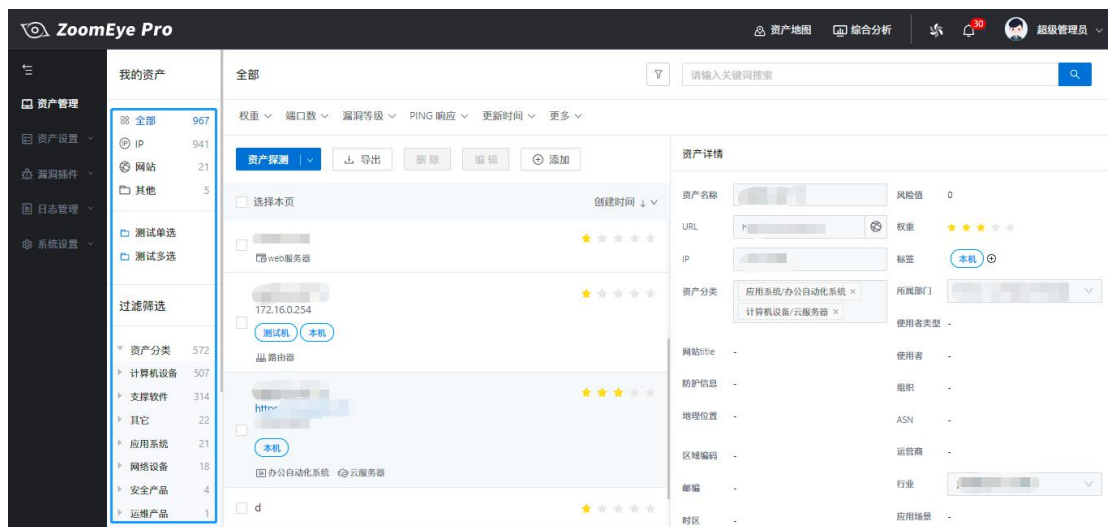 ZoomEye Pro
资产地图 综合分析 30 超级管理员
资产管理
资产设置
漏洞插件
日志管理
系统设置
我的资产
全部 967
IP 941
网站 21
其他 5
测试单选
测试多选
过滤筛选
资产分类 572
计算机设备 507
支撑软件 314
其它 22
应用系统 21
网络设备 18
安全产品 4
运维产品 1
全部 请输入关键词搜索
权重 端口数 漏洞等级 PING 响应 更新时间 更多
资产探测 导出 删除 编辑 添加
选择本页 创建时间
web服务器
172.16.0.254
测试机 本机
路由器
本机
办公自动化系统 云服务器
d
资产详情
资产名称 风险值 0
URL 权重
IP 标签 本机
资产分类 应用系统/办公自动化系统 × 所属部门
计算机设备/云服务器 ×
使用者类型 -
网站title - 使用者 -
防护信息 - 组织 -
地理位置 - ASN -
区域编码 - 运营商 -
邮编 - 行业
时区 - 应用场景 -